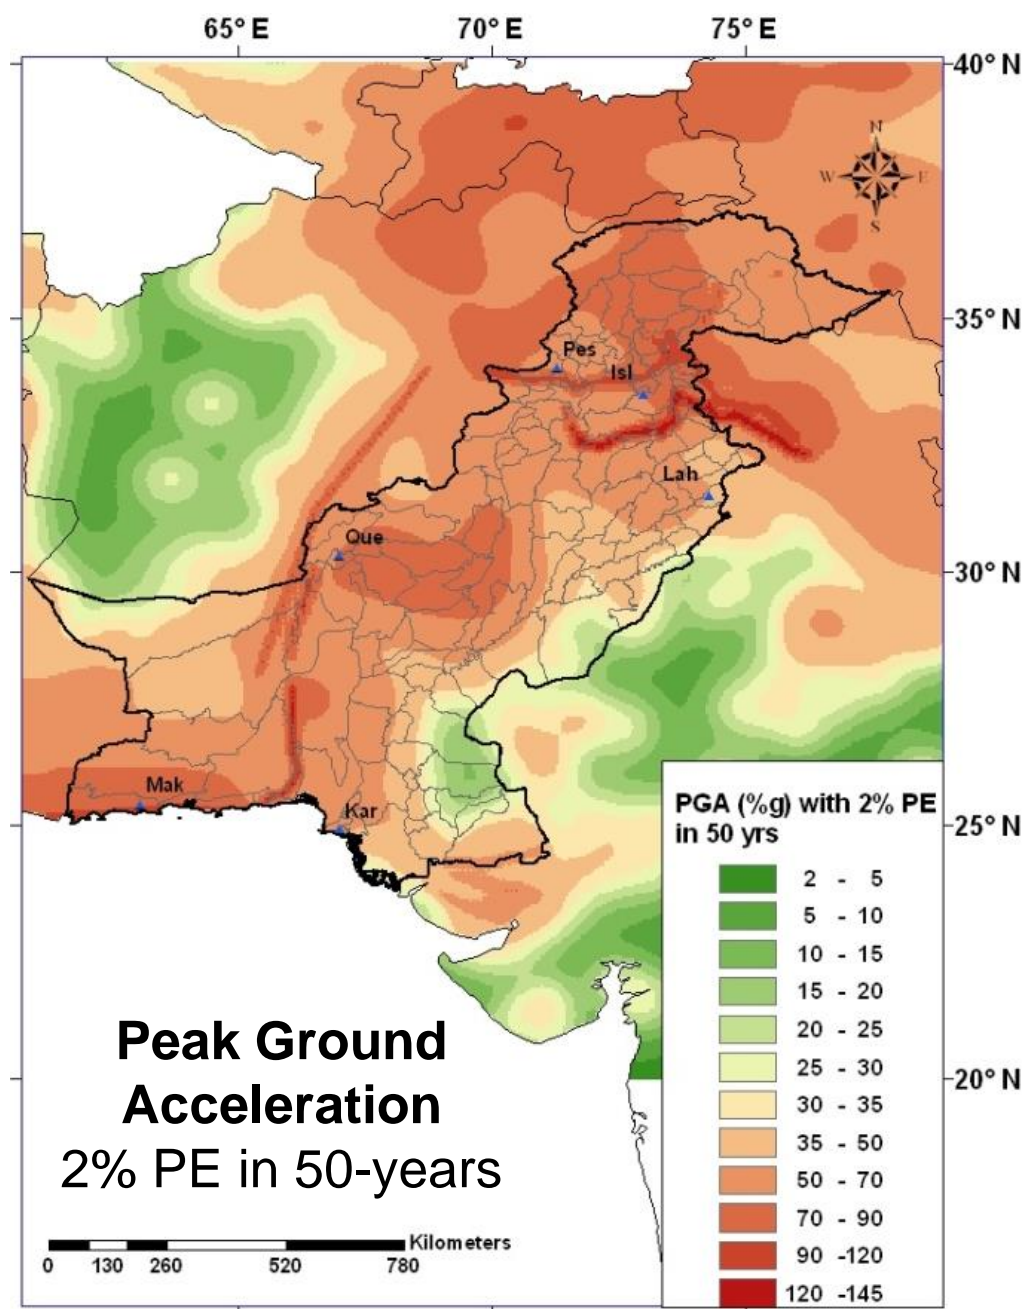 65° E 70° E 75° E
40° N
N
W E
S
35° N
Pes
Isl
Lah
Que
30° N
Mak
Kar
25° N
PGA (%g) with 2% PE
in 50 yrs
2 - 5
5 - 10
10 - 15
15 - 20
20 - 25
25 - 30
30 - 35
35 - 50
50 - 70
70 - 90
90 -120
120 -145
20° N
Peak Ground
Acceleration
2% PE in 50-years
Kilometers
0 130 260 520 780